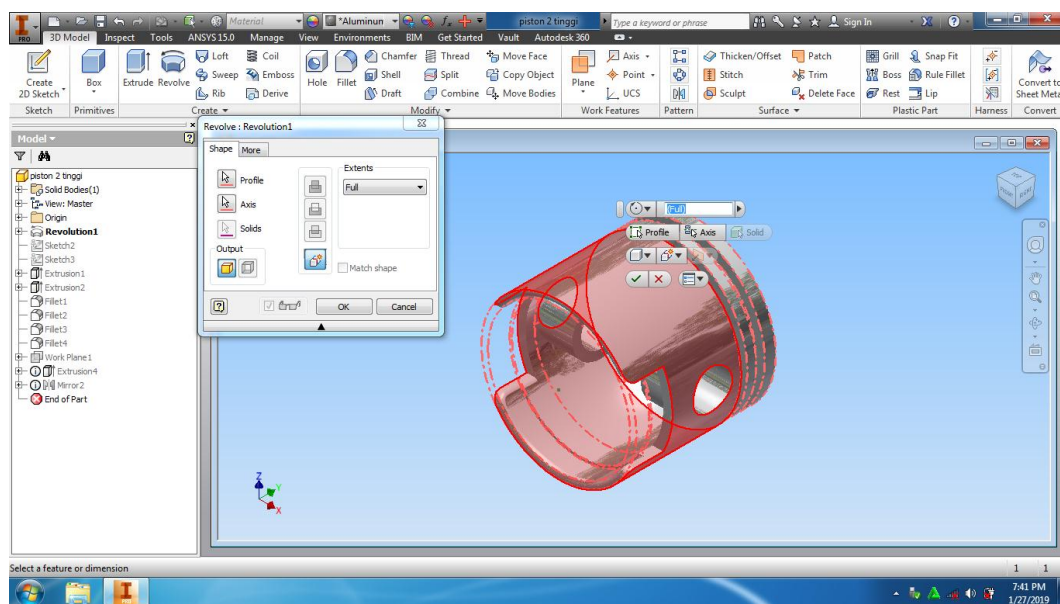 Material *Aluminun piston 2 tinggi Type a keyword or phrase Sign In
PRO 3D Model Inspect Tools ANSYS 15.0 Manage View Environments BIM Get Started Vault Autodesk 360
Create 2D Sketch Box Extrude Revolve Loft Coil Hole Fillet Chamfer Thread Move Face Plane Axis Thicken/Offset Patch Grill Snap Fit Convert to Sheet Meta
Sweep Emboss Shell Split Copy Object Point Stitch Trim Boss Rule Fillet
Rib Derive Draft Combine Move Bodies UCS Sculpt Delete Face Rest Lip
Sketch Primitives Create Modify Work Features Pattern Surface Plastic Part Harness Convert
Model
piston 2 tinggi
Solid Bodies(1)
View: Master
Origin
Revolution1
Sketch2
Sketch3
Extrusion1
Extrusion2
Fillet1
Fillet2
Fillet3
Fillet4
Work Plane1
Extrusion4
Mirror2
End of Part
Revolve : Revolution1
Shape More
Profile
Axis
Solids
Output
Extents
Full
Match shape
OK Cancel
(Full)
Profile Axis Solid
Z
Y
X
Select a feature or dimension 1 1
7:41 PM
1/27/2019